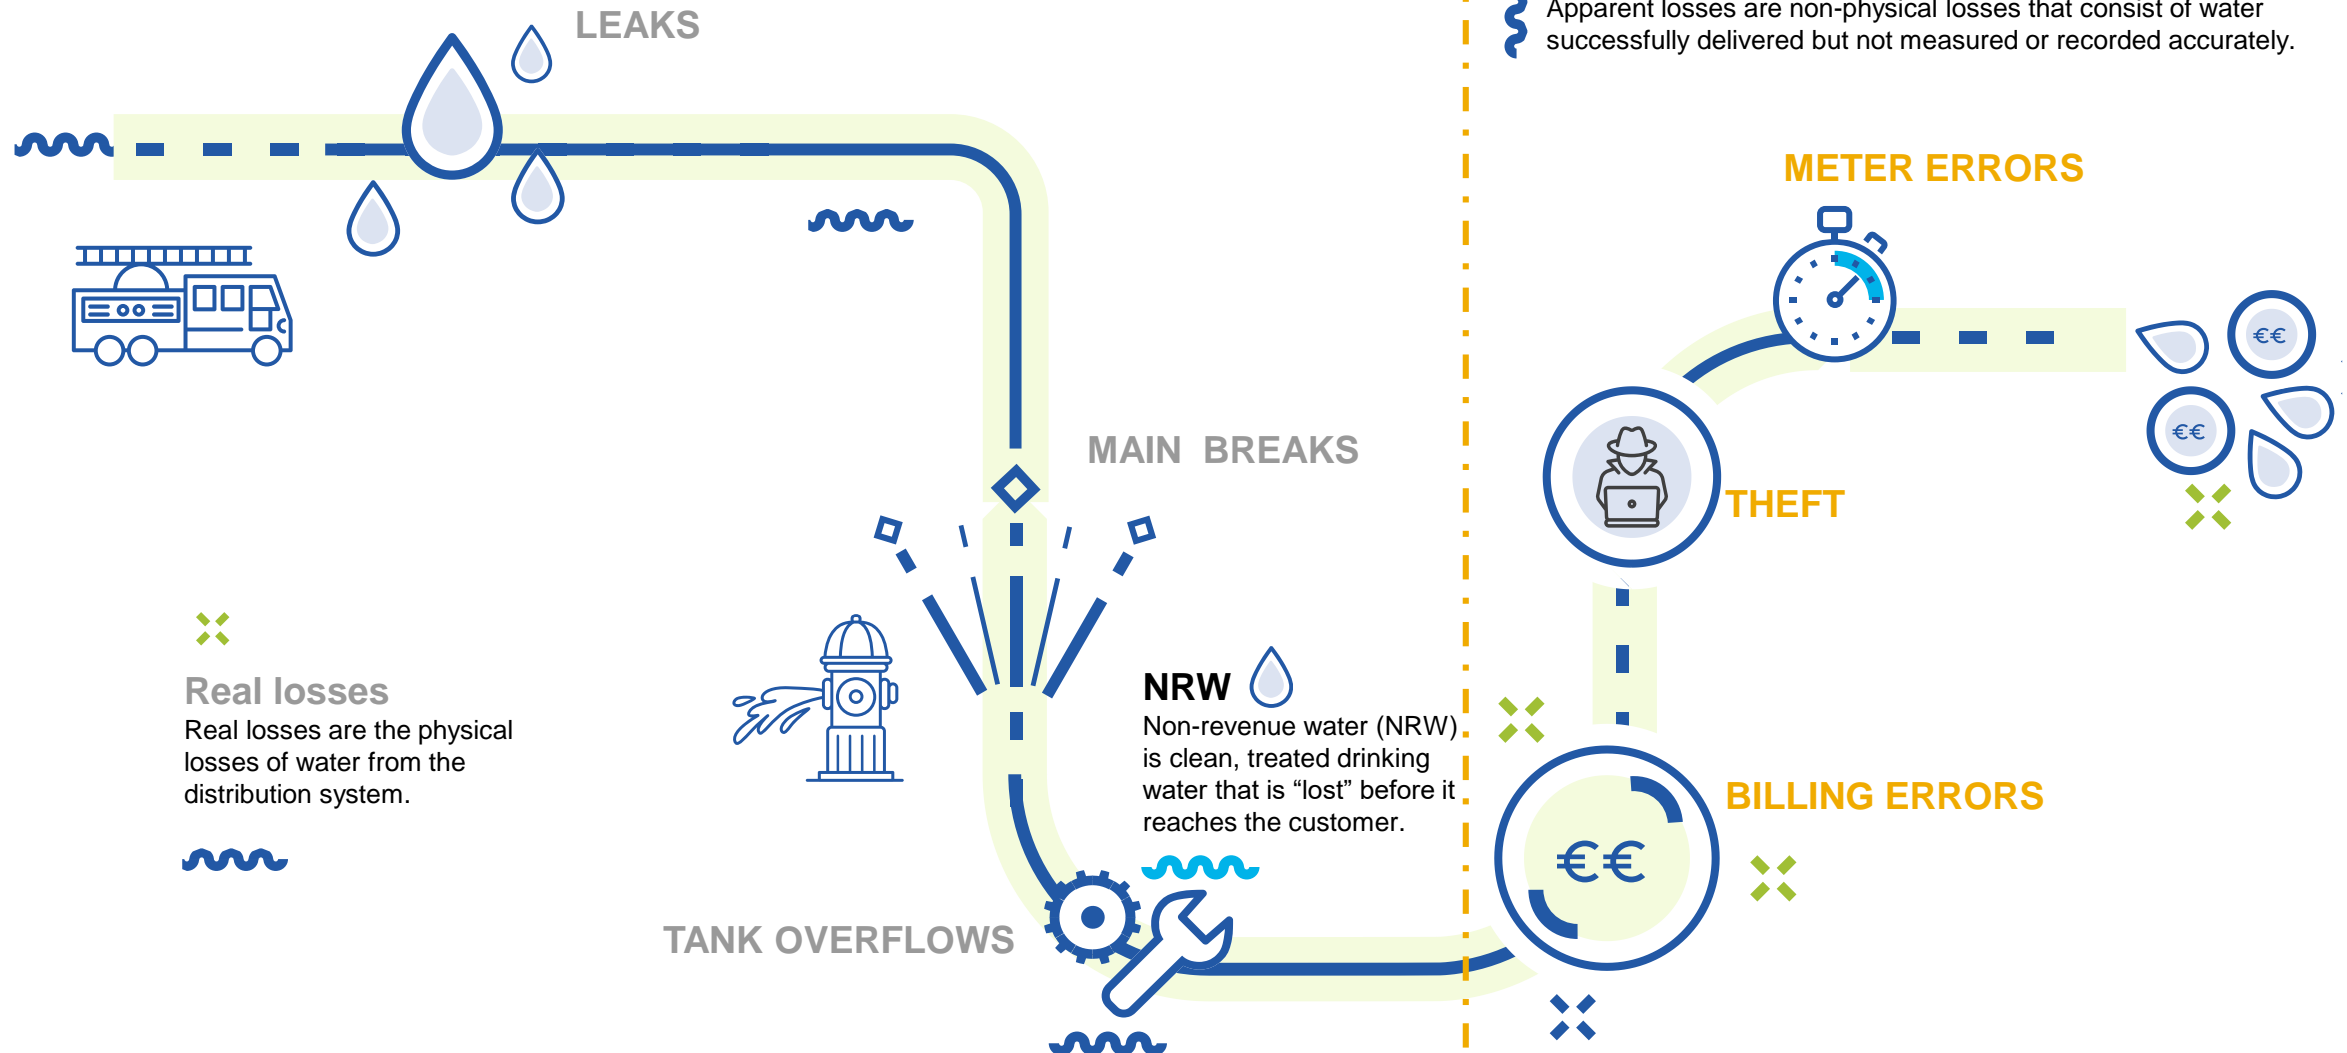 LEAKS
Apparent losses are non-physical losses that consist of water
successfully delivered but not measured or recorded accurately.
METER ERRORS
€€
€€
MAIN BREAKS
THEFT
Real losses
Real losses are the physical
losses of water from the
distribution system.
NRW
Non-revenue water (NRW)
is clean, treated drinking
water that is “lost” before it
reaches the customer.
BILLING ERRORS
€€
TANK OVERFLOWS